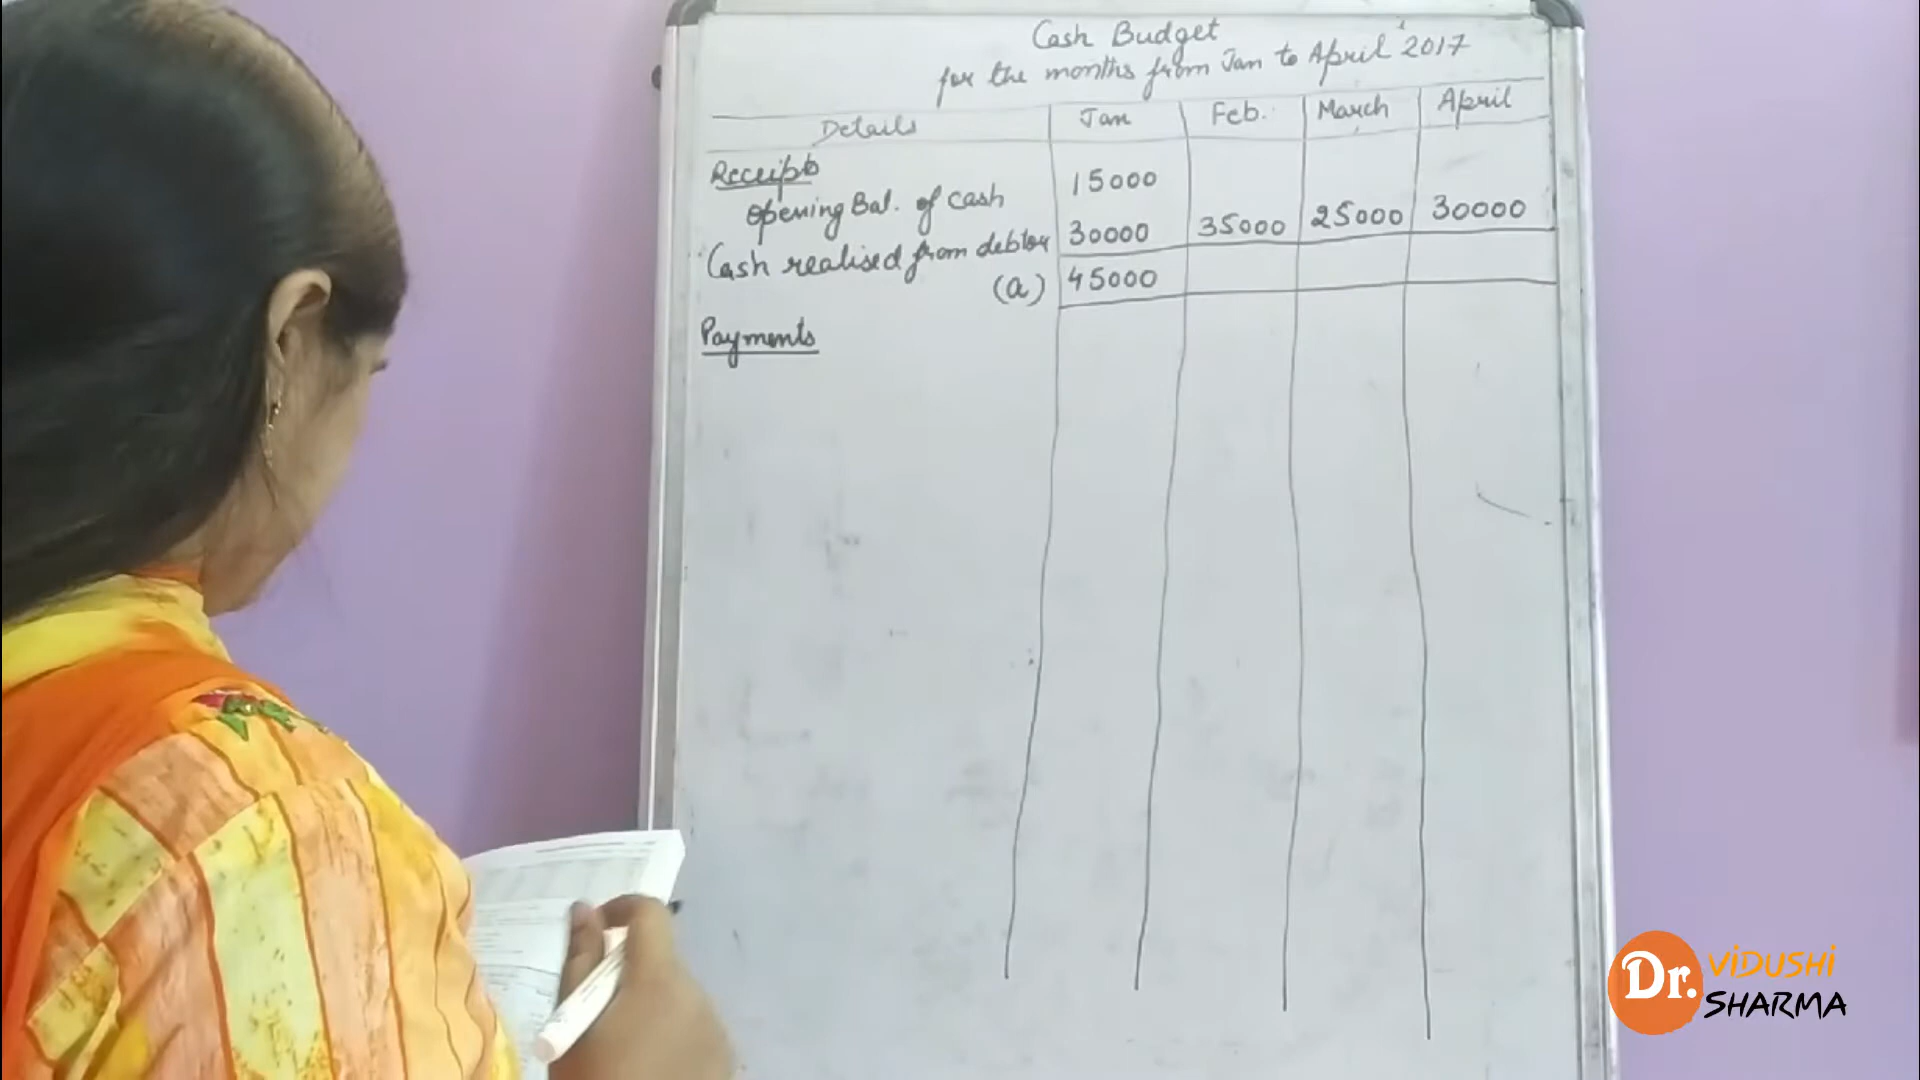 Cash Budget
for the months from Jan to April 2017
Details Jan Feb. March April
Receipts
Opening Bal. of cash 15000
Cash realised from debtor 30000 35000 25000 30000
(a) 45000
Payments
Dr. ViDUSHi
SHARMA